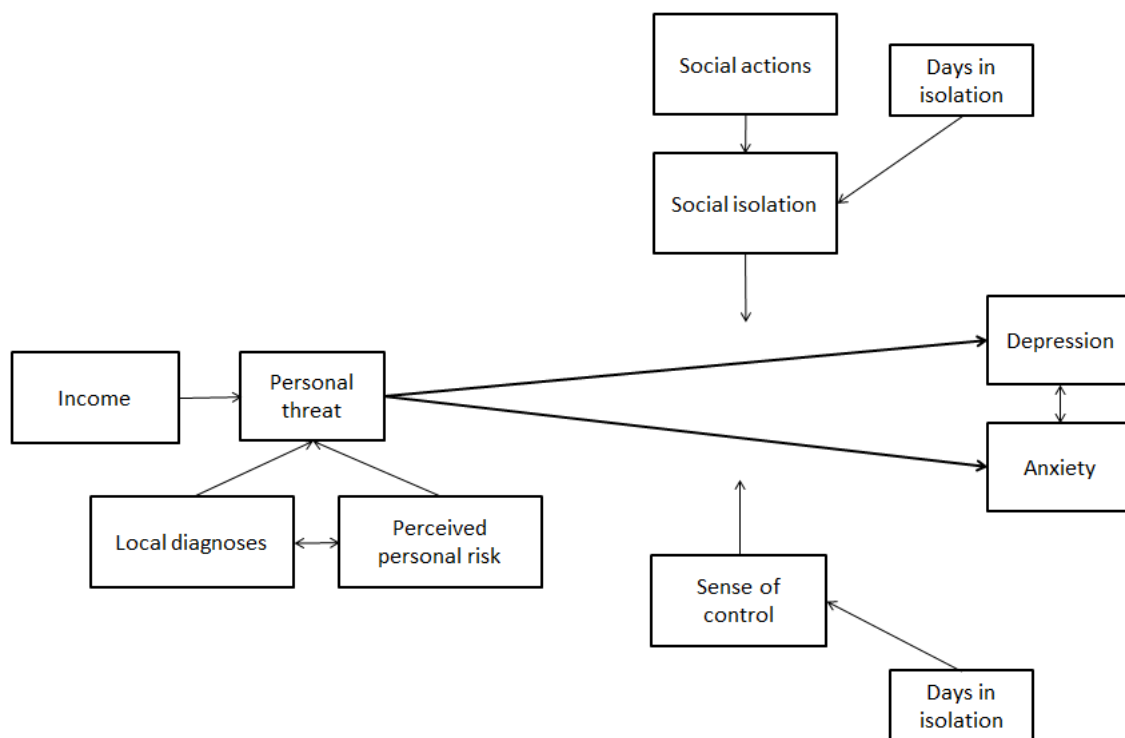 Social actions
Days in
isolation
Social isolation
Depression
Income
Personal
threat
Anxiety
Local diagnoses
Perceived
personal risk
Sense of
control
Days in
isolation